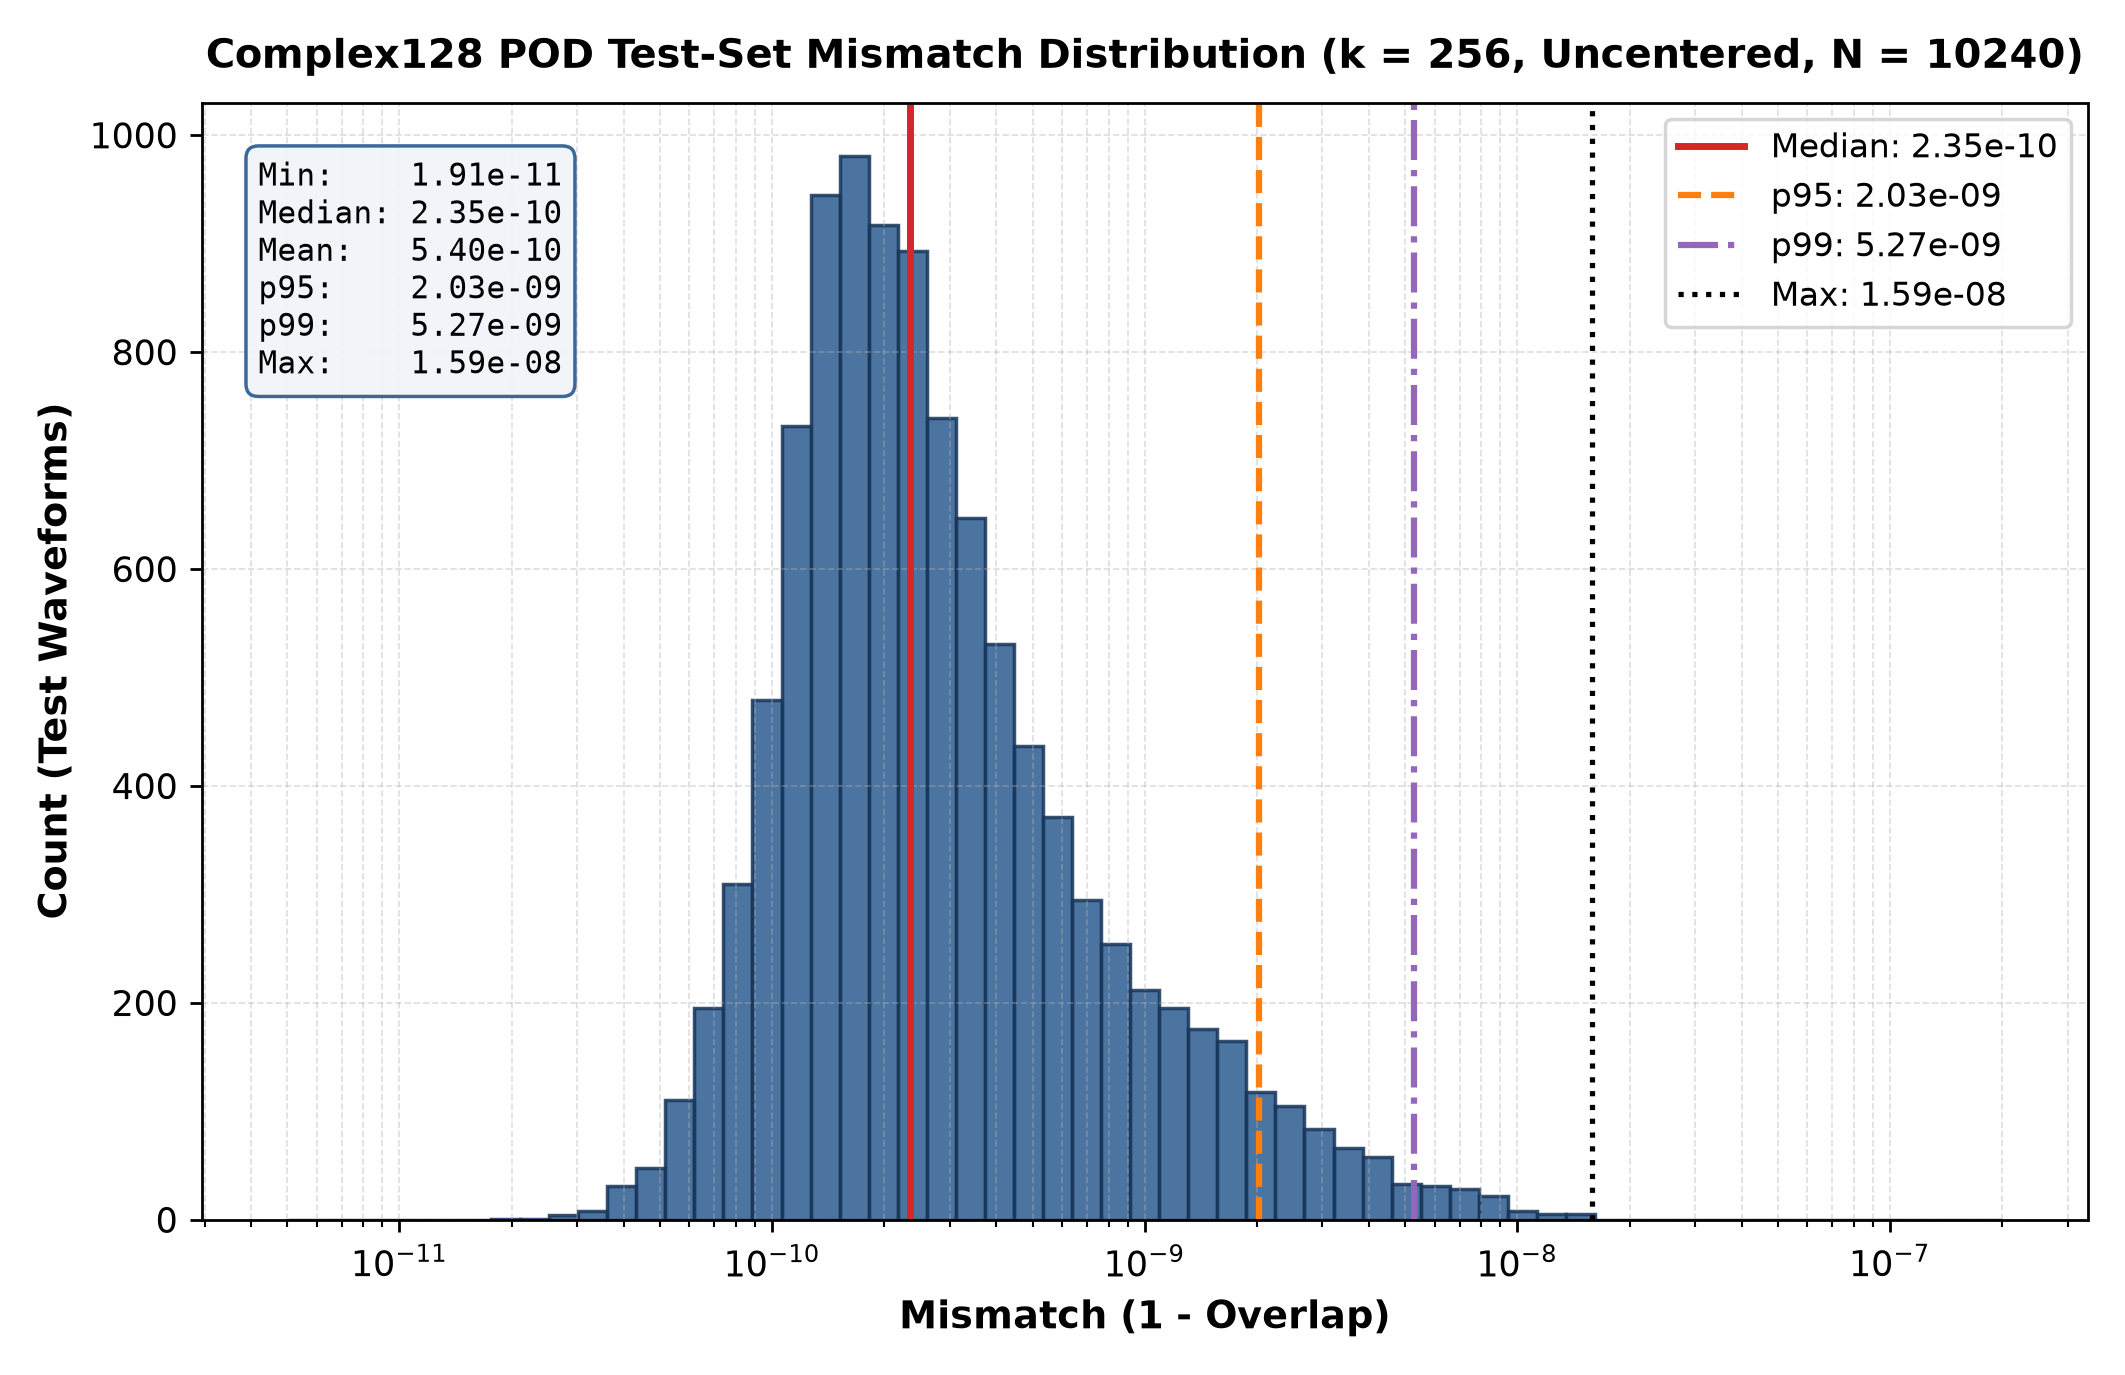 Complex128 POD Test-Set Mismatch Distribution (k = 256, Uncentered, N = 10240)
Min: 1.91e-11
Median: 2.35e-10
Mean: 5.40e-10
p95: 2.03e-09
p99: 5.27e-09
Max: 1.59e-08
Median: 2.35e-10
p95: 2.03e-09
p99: 5.27e-09
Max: 1.59e-08
Count (Test Waveforms)
1000
800
600
400
200
0
10⁻¹¹ 10⁻¹⁰ 10⁻⁹ 10⁻⁸ 10⁻⁷
Mismatch (1 - Overlap)